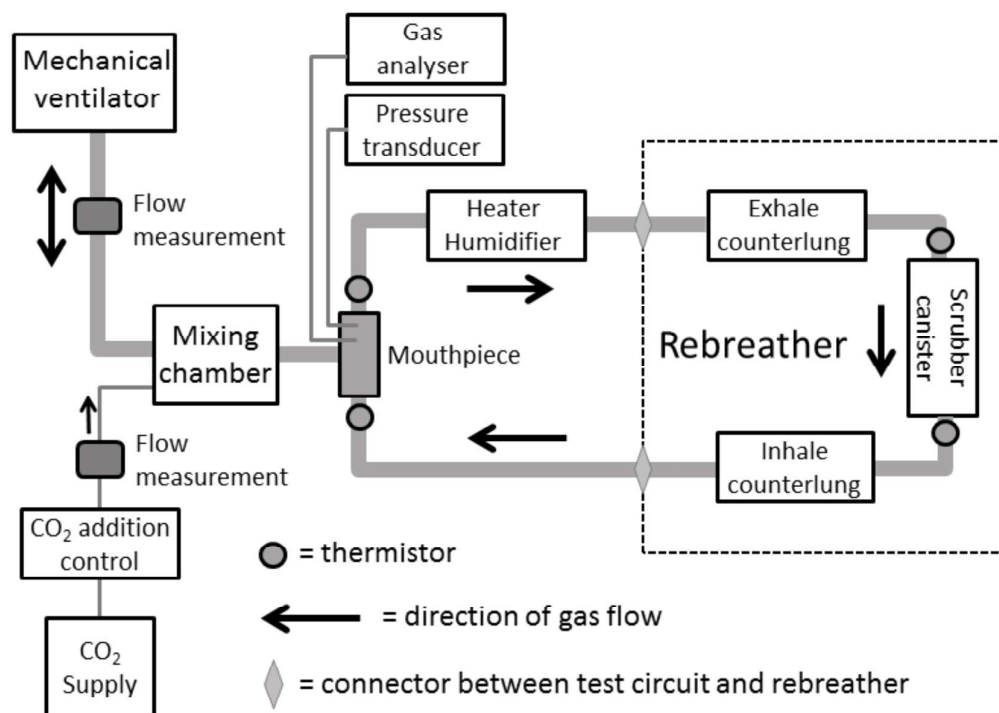 Mechanical
ventilator
Gas
analyser
Pressure
transducer
Flow
measurement
Heater
Humidifier
Exhale
counterlung
Mixing
chamber
Mouthpiece
Rebreather
Scrubber
canister
Flow
measurement
Inhale
counterlung
CO₂ addition
control
CO₂
Supply
= thermistor
= direction of gas flow
= connector between test circuit and rebreather